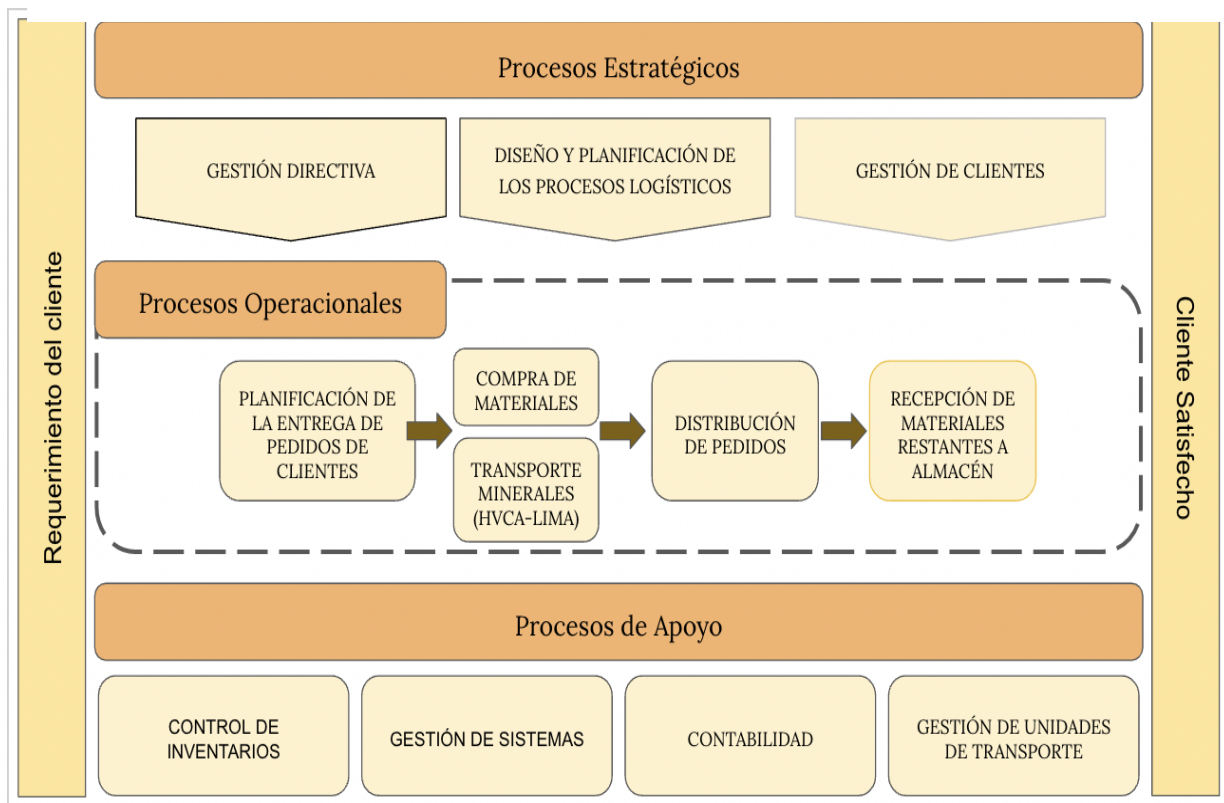 Requerimiento del cliente
Procesos Estratégicos
GESTIÓN DIRECTIVA
DISEÑO Y PLANIFICACIÓN DE
LOS PROCESOS LOGÍSTICOS
GESTIÓN DE CLIENTES
Procesos Operacionales
PLANIFICACIÓN DE
LA ENTREGA DE
PEDIDOS DE
CLIENTES
COMPRA DE
MATERIALES
TRANSPORTE
MINERALES
(HVCA-LIMA)
DISTRIBUCIÓN
DE PEDIDOS
RECEPCIÓN DE
MATERIALES
RESTANTES A
ALMACÉN
Procesos de Apoyo
CONTROL DE
INVENTARIOS
GESTIÓN DE SISTEMAS
CONTABILIDAD
GESTIÓN DE UNIDADES
DE TRANSPORTE
Cliente Satisfecho